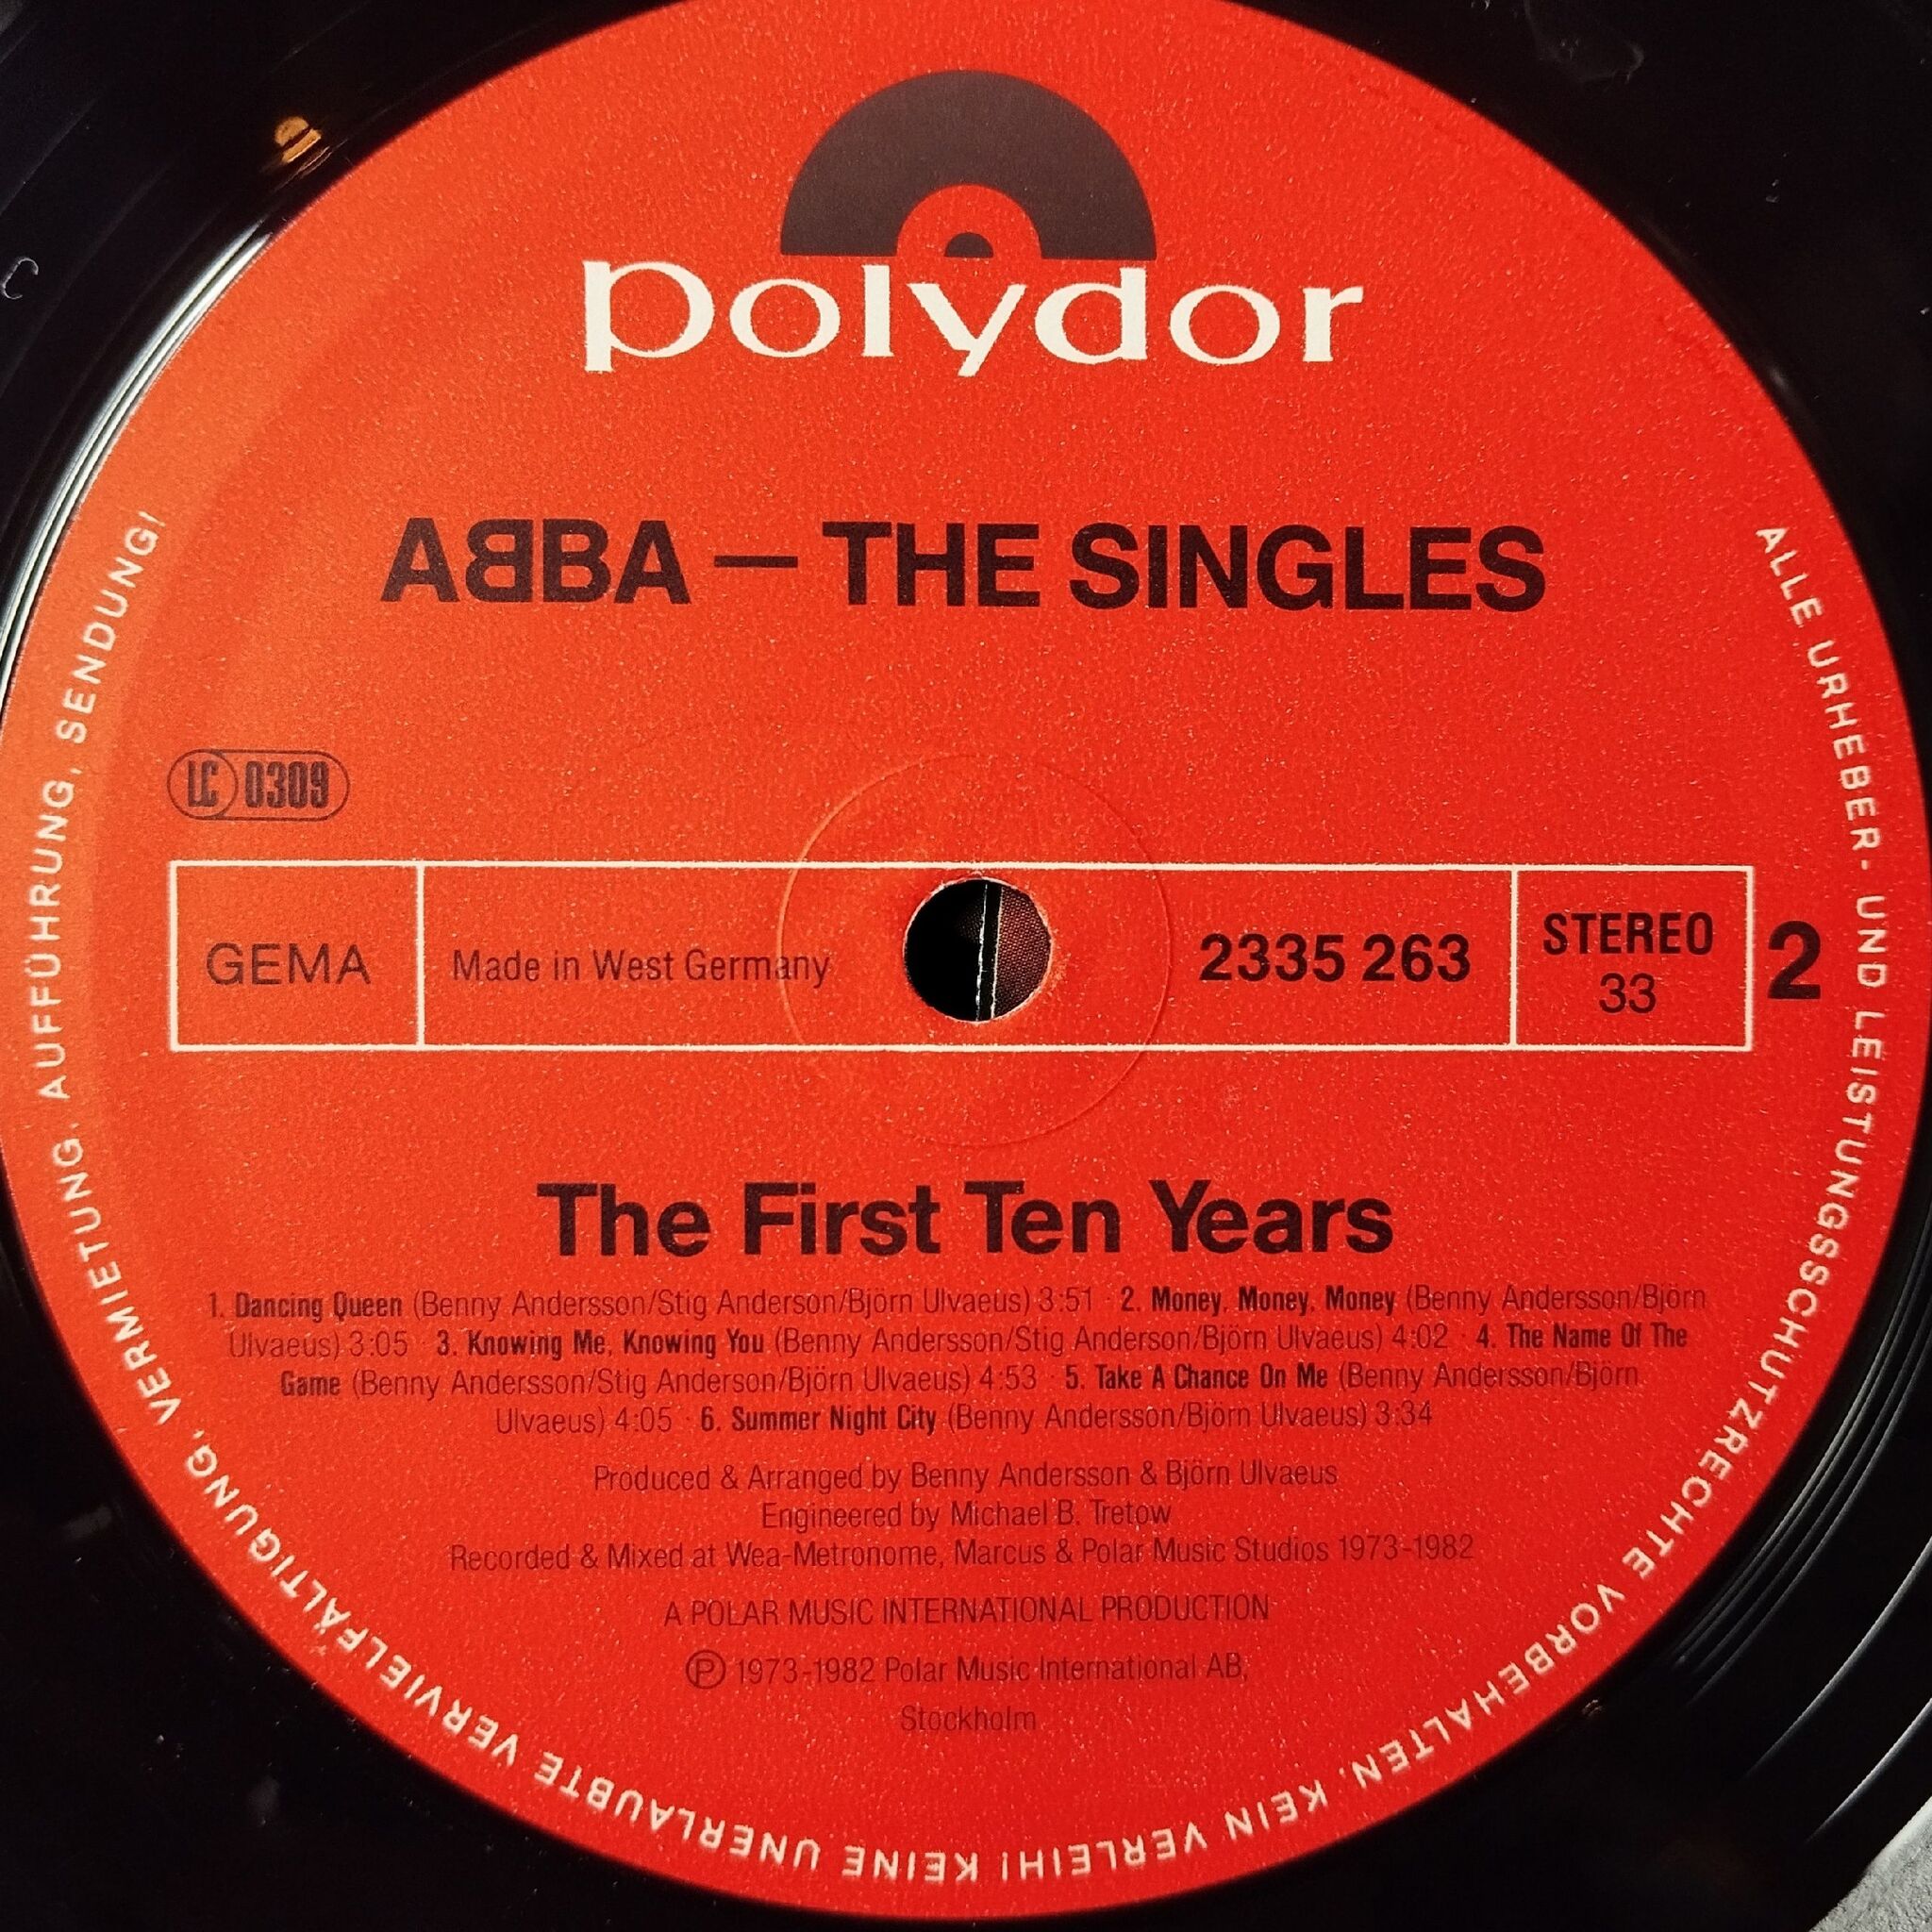 polydor
ABBA – THE SINGLES
LC 0309
GEMA
Made in West Germany
2335 263
STEREO
33
2
The First Ten Years
1. Dancing Queen (Benny Andersson/Stig Anderson/Björn Ulvaeus) 3:51 · 2. Money, Money, Money (Benny Andersson/Björn
Ulvaeus) 3:05 · 3. Knowing Me, Knowing You (Benny Andersson/Stig Anderson/Björn Ulvaeus) 4:02 · 4. The Name Of The
Game (Benny Andersson/Stig Anderson/Björn Ulvaeus) 4:53 · 5. Take A Chance On Me (Benny Andersson/Björn
Ulvaeus) 4:05 · 6. Summer Night City (Benny Andersson/Björn Ulvaeus) 3:34
Produced & Arranged by Benny Andersson & Björn Ulvaeus
Engineered by Michael B. Tretow
Recorded & Mixed at Wea-Metronome, Marcus & Polar Music Studios 1973-1982
A POLAR MUSIC INTERNATIONAL PRODUCTION
Ⓟ 1973-1982 Polar Music International AB,
Stockholm
ALLE URHEBER- UND LEISTUNGSSCHUTZRECHTE VORBEHALTEN. KEIN VERLEIH! KEINE UNERLAUBTE VERVIELFÄLTIGUNG, VERMIETUNG, AUFFÜHRUNG, SENDUNG!